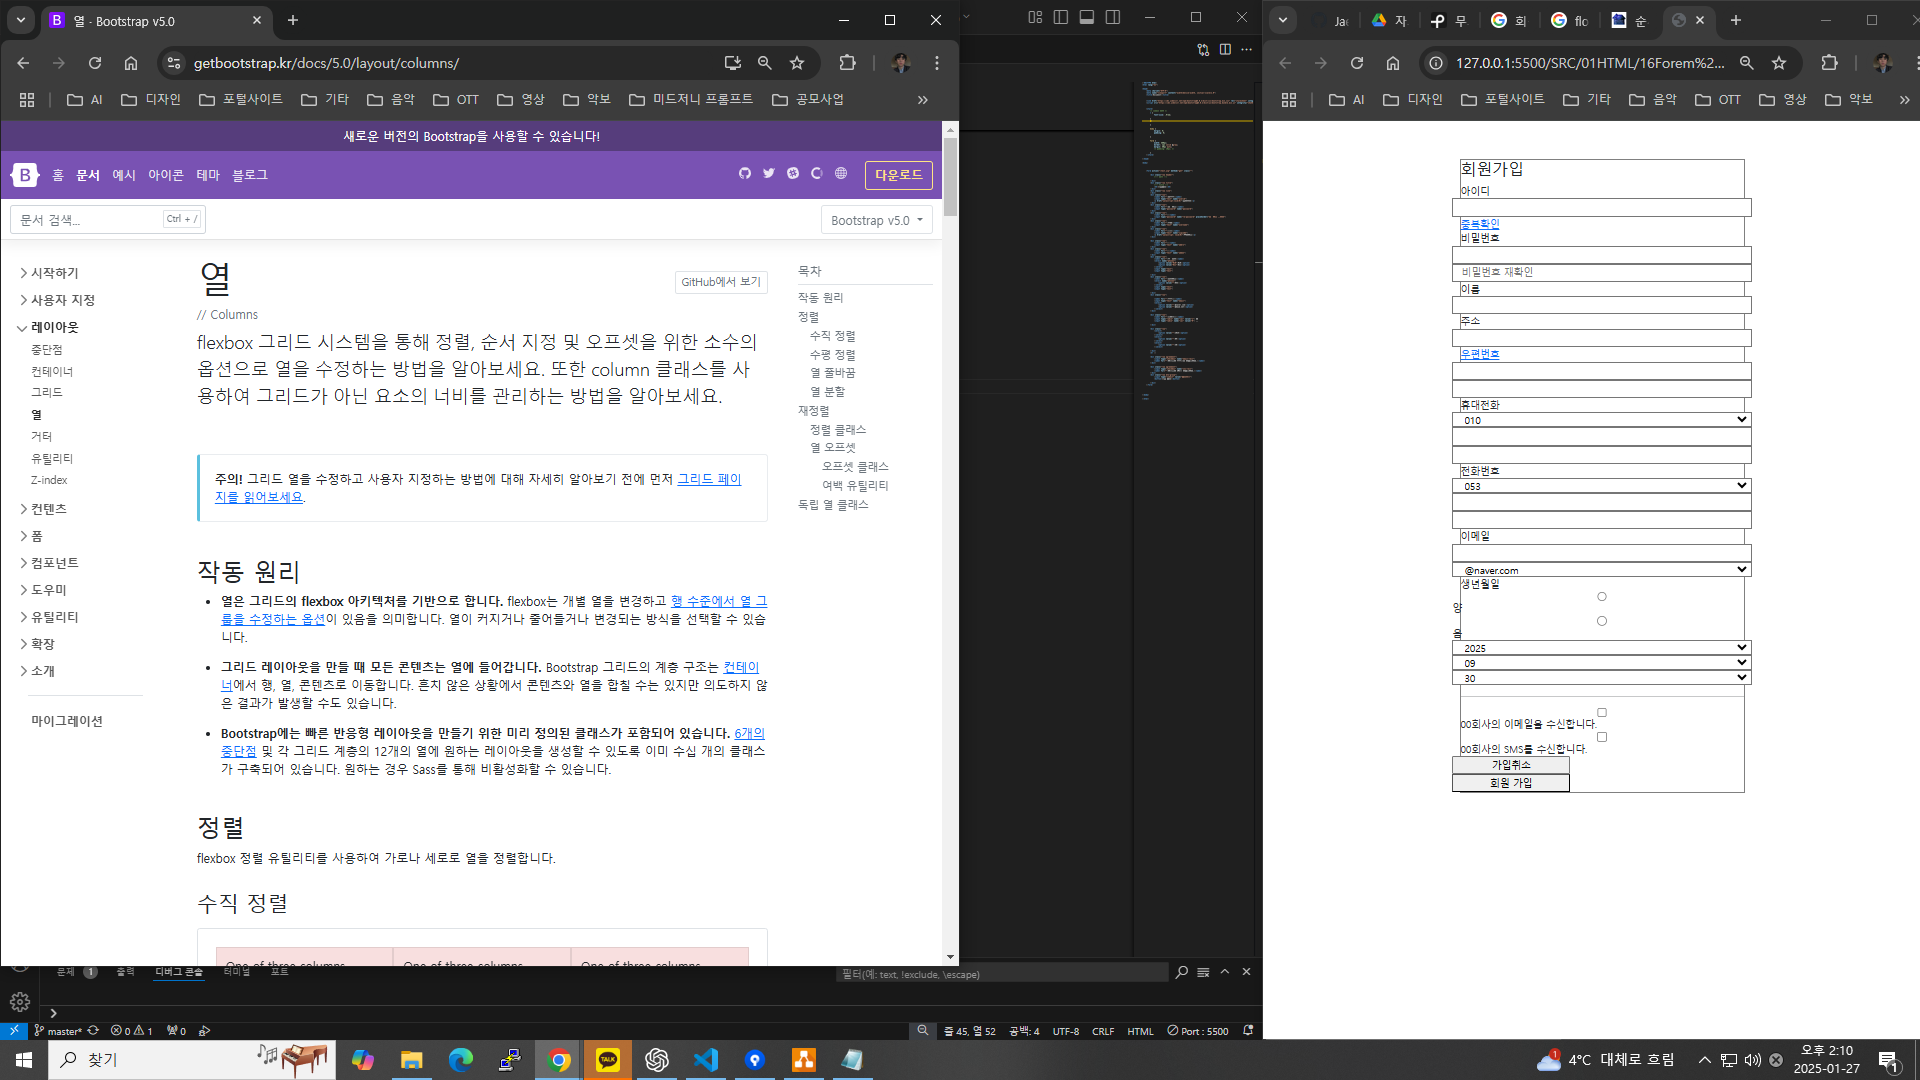 열 - Bootstrap v5.0
getbootstrap.kr/docs/5.0/layout/columns/
AI 디자인 포털사이트 기타 음악 OTT 영상 악보 미드저니 프롬프트 공모사업
새로운 버전의 Bootstrap을 사용할 수 있습니다!
B 홈 문서 예시 아이콘 테마 블로그 다운로드
문서 검색... Ctrl + / Bootstrap v5.0
시작하기
사용자 지정
레이아웃
중단점
컨테이너
그리드
열
거터
유틸리티
Z-index
컨텐츠
폼
컴포넌트
도우미
유틸리티
확장
소개
마이그레이션
열
GitHub에서 보기
// Columns
flexbox 그리드 시스템을 통해 정렬, 순서 지정 및 오프셋을 위한 소수의
옵션으로 열을 수정하는 방법을 알아보세요. 또한 column 클래스를 사
용하여 그리드가 아닌 요소의 너비를 관리하는 방법을 알아보세요.
주의! 그리드 열을 수정하고 사용자 지정하는 방법에 대해 자세히 알아보기 전에 먼저 그리드 페이
지를 읽어보세요.
작동 원리
열은 그리드의 flexbox 아키텍처를 기반으로 합니다. flexbox는 개별 열을 변경하고 행 수준에서 열 그
룹을 수정하는 옵션이 있음을 의미합니다. 열이 커지거나 줄어들거나 변경되는 방식을 선택할 수 있습
니다.
그리드 레이아웃을 만들 때 모든 콘텐츠는 열에 들어갑니다. Bootstrap 그리드의 계층 구조는 컨테이
너에서 행, 열, 콘텐츠로 이동합니다. 흔치 않은 상황에서 콘텐츠와 열을 합칠 수는 있지만 의도하지 않
은 결과가 발생할 수도 있습니다.
Bootstrap에는 빠른 반응형 레이아웃을 만들기 위한 미리 정의된 클래스가 포함되어 있습니다. 6개의
중단점 및 각 그리드 계층의 12개의 열에 원하는 레이아웃을 생성할 수 있도록 이미 수십 개의 클래스
가 구축되어 있습니다. 원하는 경우 Sass를 통해 비활성화할 수 있습니다.
정렬
flexbox 정렬 유틸리티를 사용하여 가로나 세로로 열을 정렬합니다.
수직 정렬
One of three columns One of three columns One of three columns
목차
작동 원리
정렬
수직 정렬
수평 정렬
열 줄바꿈
열 분할
재정렬
정렬 클래스
열 오프셋
오프셋 클래스
여백 유틸리티
독립 열 클래스
문제 1 출력 디버그 콘솔 터미널 포트
필터(예: text, !exclude, \escape)
master* 0 1 0
줄 45, 열 52 공백: 4 UTF-8 CRLF HTML Port : 5500
Ja 자 무 회 flo 순
127.0.0.1:5500/SRC/01HTML/16Forem%2...
AI 디자인 포털사이트 기타 음악 OTT 영상 악보
회원가입
아이디
중복확인
비밀번호
비밀번호 재확인
이름
주소
우편번호
휴대전화
010
전화번호
053
이메일
@naver.com
생년월일
양
음
2025
09
30
00회사의 이메일을 수신합니다.
00회사의 SMS를 수신합니다.
가입취소
회원 가입
찾기
TALK
1 4°C 대체로 흐림
오후 2:10
2025-01-27
1